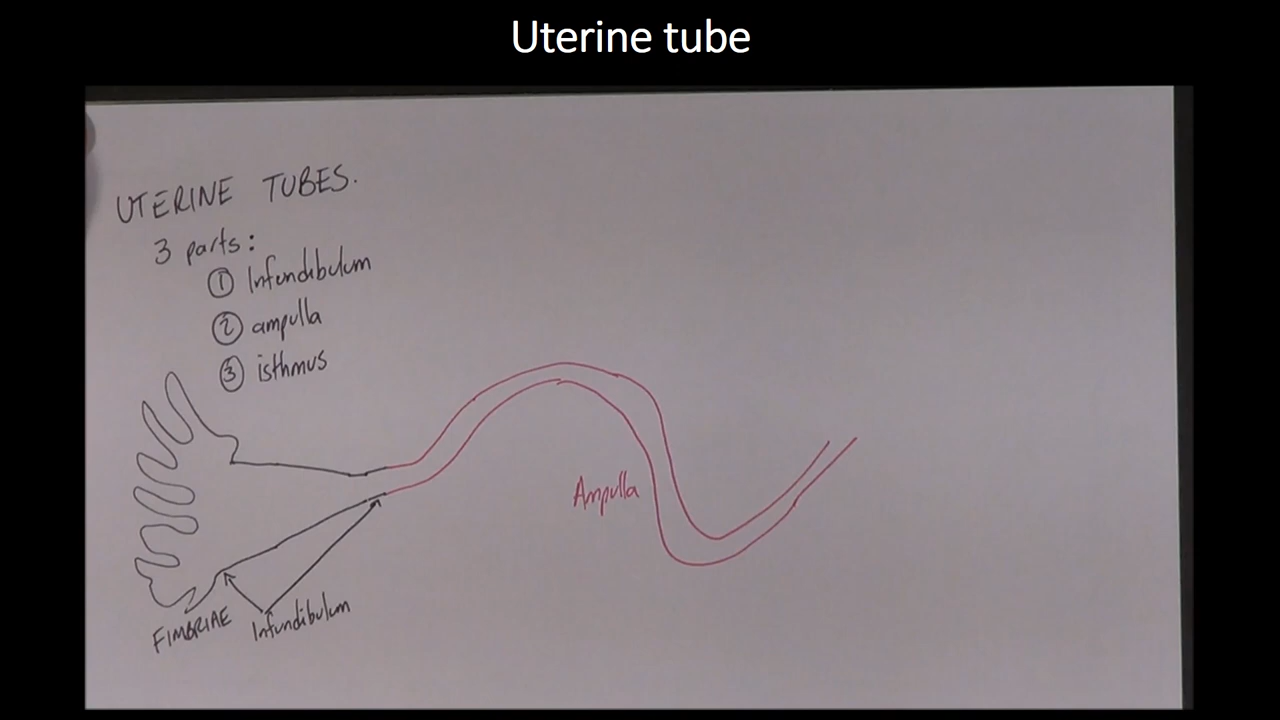 Uterine tube
UTERINE TUBES.
3 parts:
① Infundibulum
② ampulla
③ isthmus
Ampulla
FIMBRIAE
Infundibulum